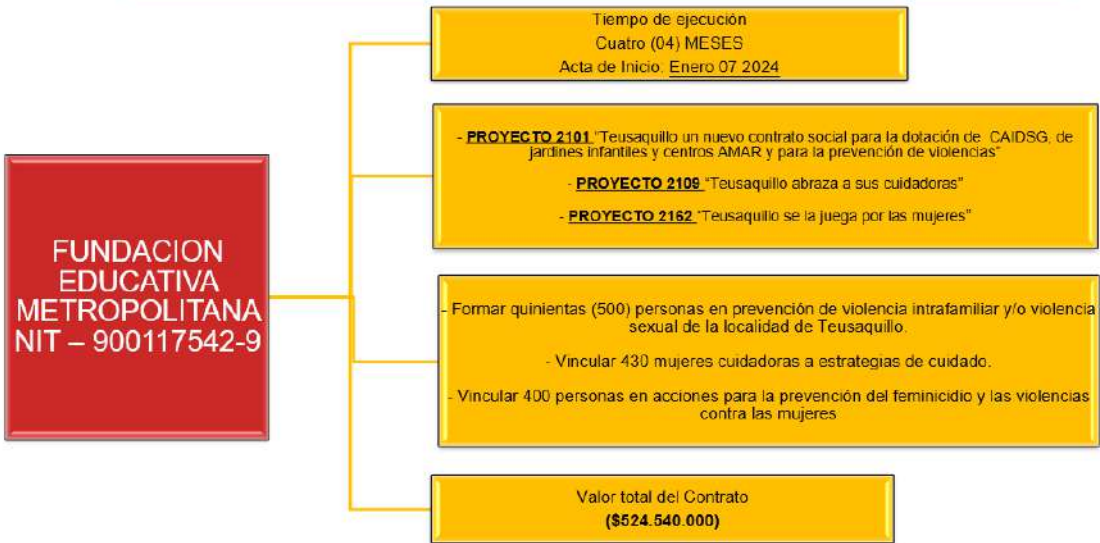 Tiempo de ejecución
Cuatro (04) MESES
Acta de Inicio: Enero 07 2024
- PROYECTO 2101 “Teusaquillo un nuevo contrato social para la dotación de CAIDSG, de
jardines infantiles y centros AMAR y para la prevención de violencias”
- PROYECTO 2109 “Teusaquillo abraza a sus cuidadoras”
- PROYECTO 2162 “Teusaquillo se la juega por las mujeres”
FUNDACION
EDUCATIVA
METROPOLITANA
NIT – 900117542-9
- Formar quinientas (500) personas en prevención de violencia intrafamiliar y/o violencia
sexual de la localidad de Teusaquillo.
- Vincular 430 mujeres cuidadoras a estrategias de cuidado.
- Vincular 400 personas en acciones para la prevención del feminicidio y las violencias
contra las mujeres
Valor total del Contrato
($524.540.000)